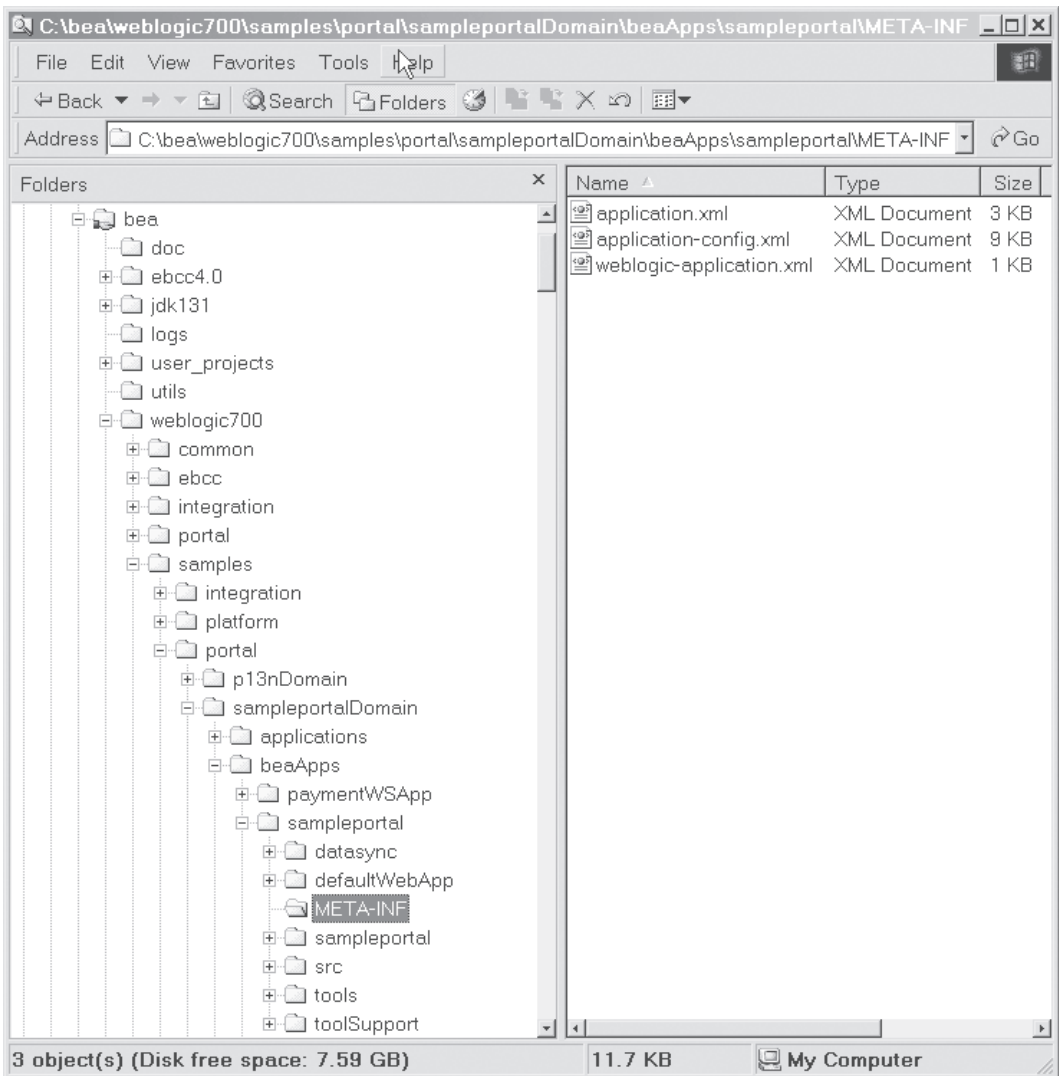 C:\bea\weblogic700\samples\portal\sampleportalDomain\beaApps\sampleportal\META-INF
File Edit View Favorites Tools Help
Back Search Folders
Address C:\bea\weblogic700\samples\portal\sampleportalDomain\beaApps\sampleportal\META-INF Go
Folders
bea
doc
ebcc4.0
jdk131
logs
user_projects
utils
weblogic700
common
ebcc
integration
portal
samples
integration
platform
portal
p13nDomain
sampleportalDomain
applications
beaApps
paymentWSApp
sampleportal
datasync
defaultWebApp
META-INF
sampleportal
src
tools
toolSupport
Name Type Size
application.xml XML Document 3 KB
application-config.xml XML Document 9 KB
weblogic-application.xml XML Document 1 KB
3 object(s) (Disk free space: 7.59 GB) 11.7 KB My Computer